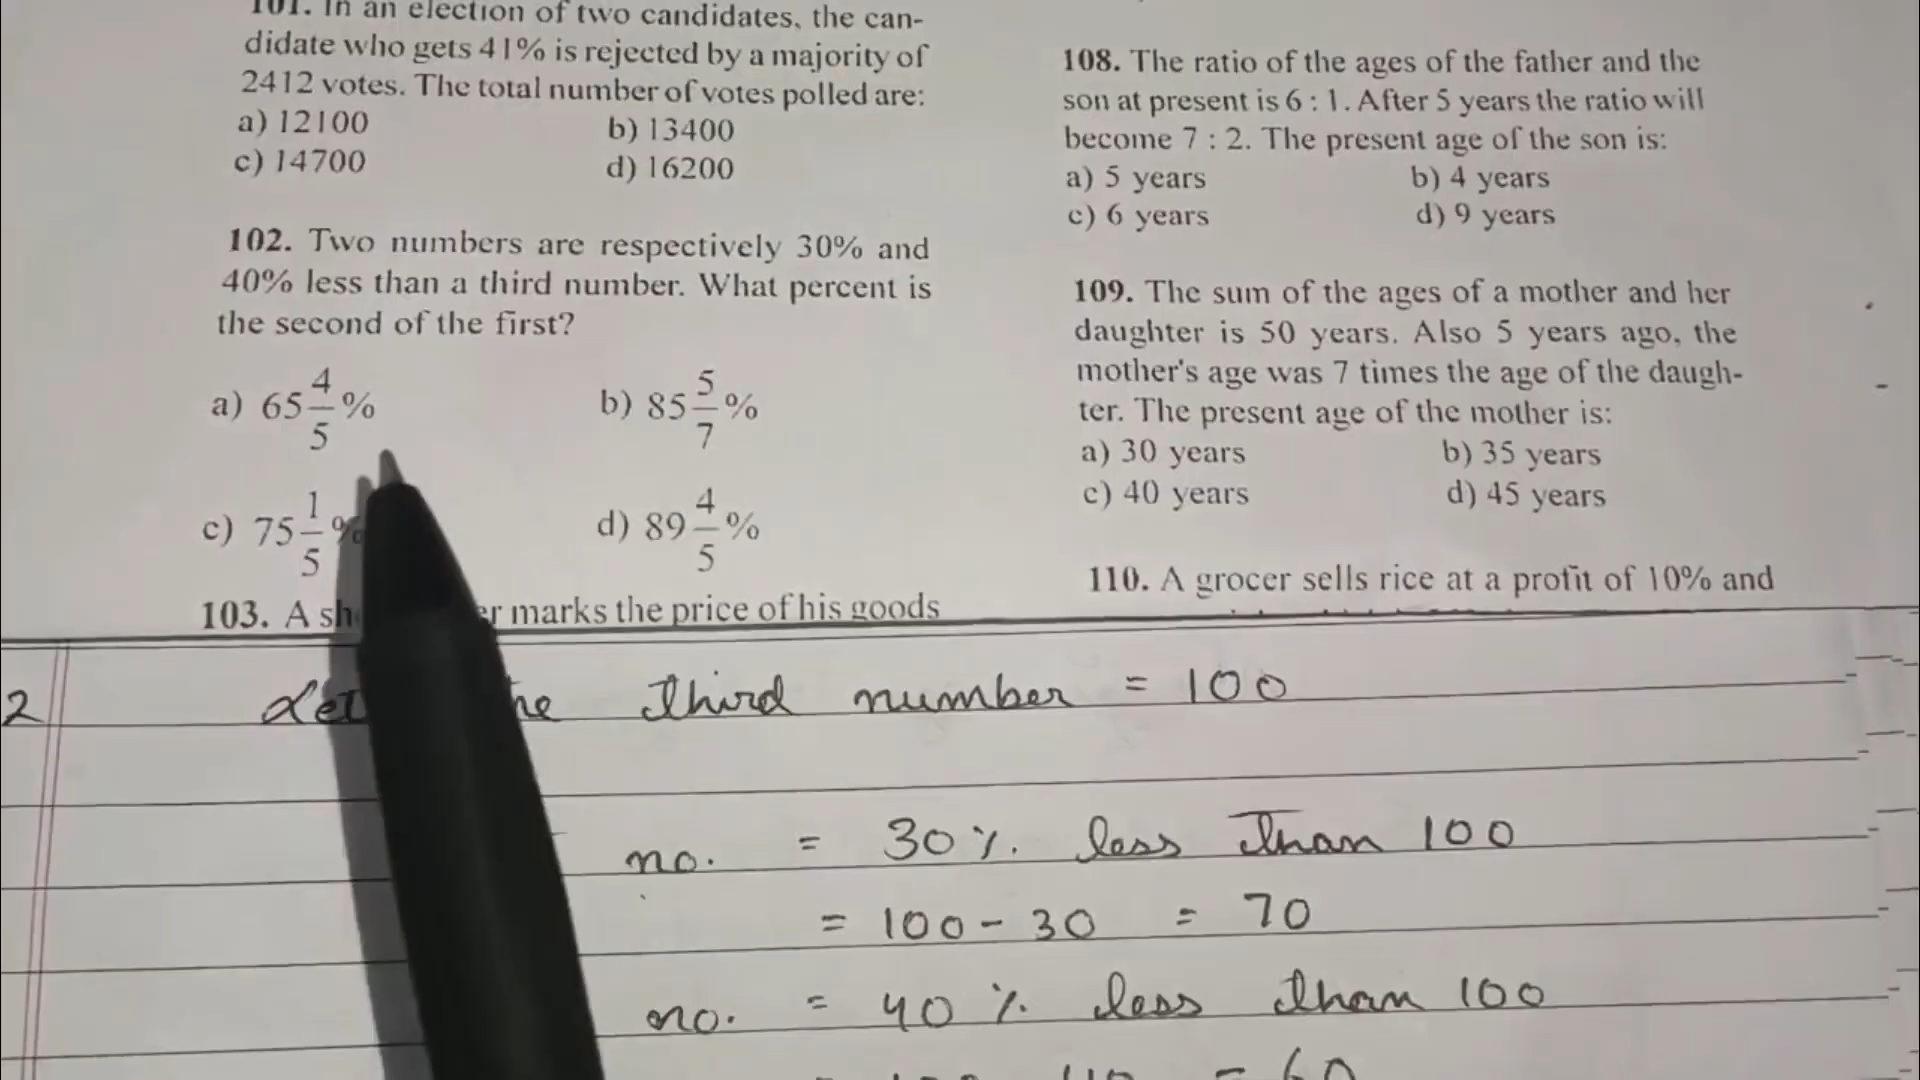 101. In an election of two candidates, the can-
didate who gets 41% is rejected by a majority of
2412 votes. The total number of votes polled are:
a) 12100 b) 13400
c) 14700 d) 16200
102. Two numbers are respectively 30% and
40% less than a third number. What percent is
the second of the first?
a) 65 4/5 % b) 85 5/7 %
c) 75 1/5 % d) 89 4/5 %
103. A marks the price of his goods
108. The ratio of the ages of the father and the
son at present is 6 : 1. After 5 years the ratio will
become 7 : 2. The present age of the son is:
a) 5 years b) 4 years
c) 6 years d) 9 years
109. The sum of the ages of a mother and her
daughter is 50 years. Also 5 years ago, the
mother's age was 7 times the age of the daugh-
ter. The present age of the mother is:
a) 30 years b) 35 years
c) 40 years d) 45 years
110. A grocer sells rice at a profit of 10% and
2 third number = 100
no. = 30 %. less than 100
= 100 - 30 = 70
no. = 40 %. less than 100
= 60